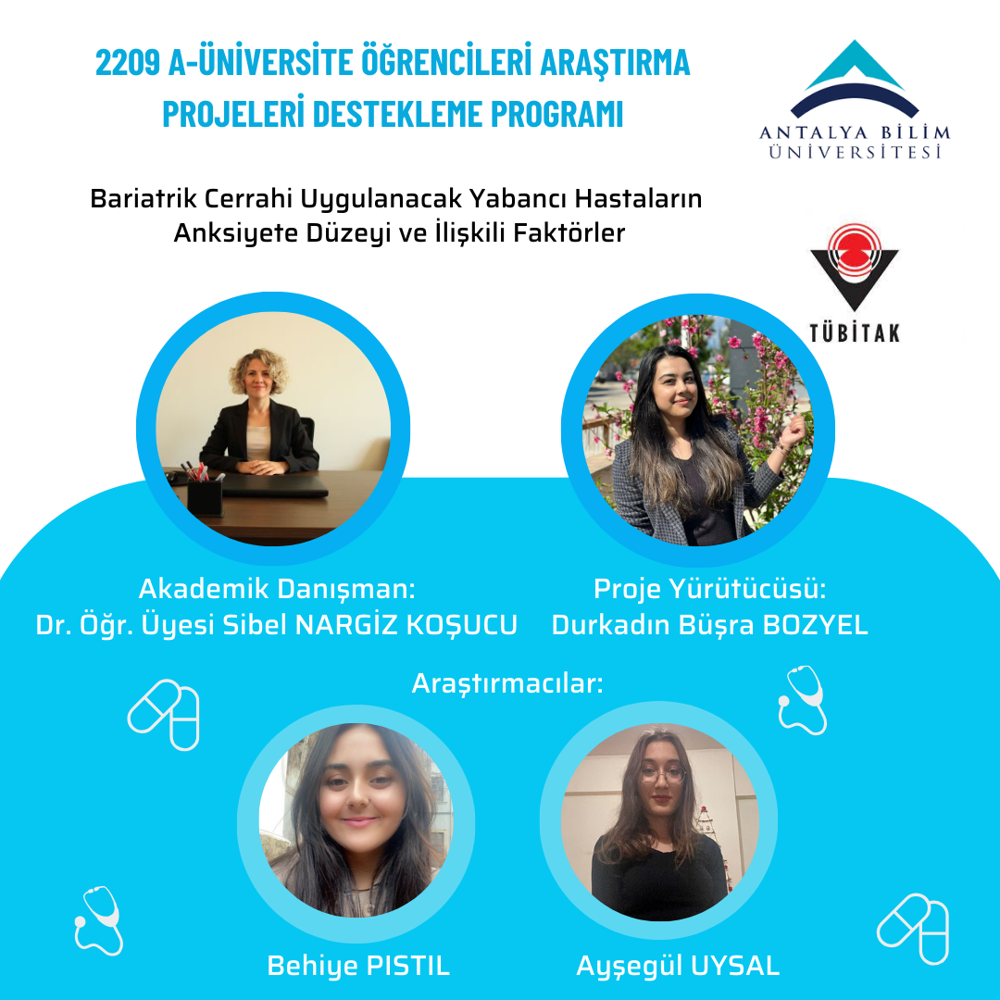 2209 A-ÜNİVERSİTE ÖĞRENCİLERİ ARAŞTIRMA
PROJELERİ DESTEKLEME PROGRAMI
ANTALYA BİLİM
ÜNİVERSİTESİ
Bariatrik Cerrahi Uygulanacak Yabancı Hastaların
Anksiyete Düzeyi ve İlişkili Faktörler
TÜBİTAK
Akademik Danışman:
Dr. Öğr. Üyesi Sibel NARGİZ KOŞUCU
Proje Yürütücüsü:
Durkadın Büşra BOZYEL
Araştırmacılar:
Behiye PISTIL
Ayşegül UYSAL